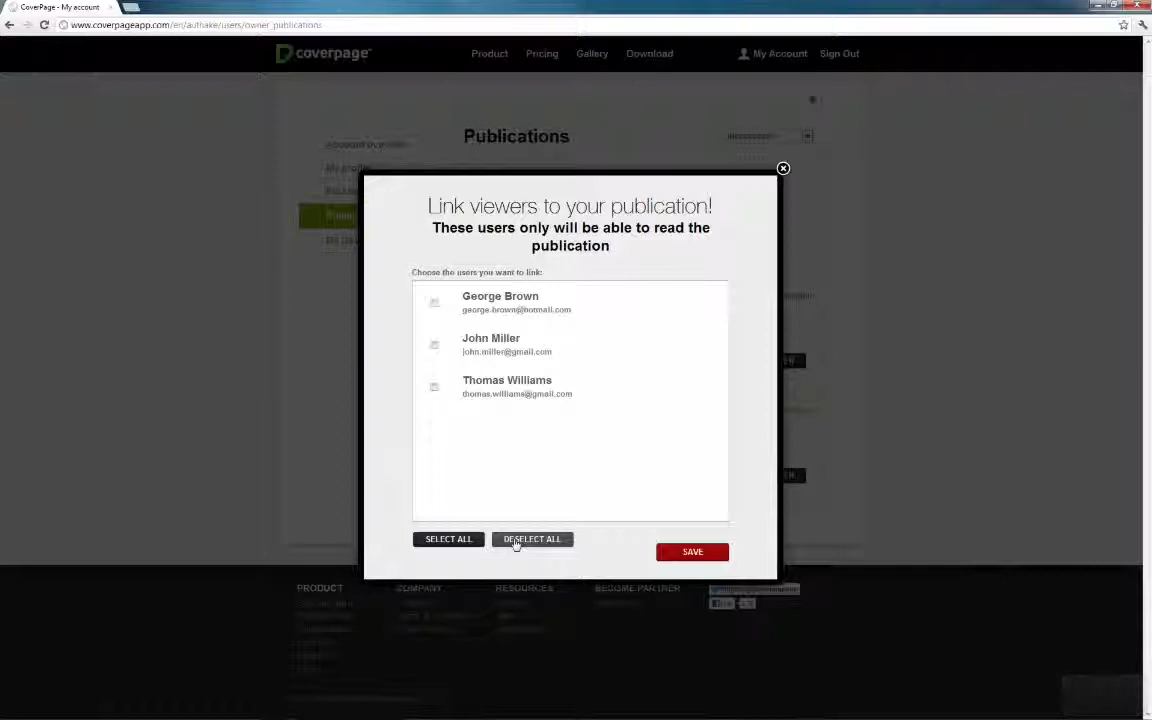 CoverPage - My account
www.coverpageapp.com/en/authake/users/owner_publications
coverpage
Product
Pricing
Gallery
Download
My Account
Sign Out
Publications
My profile
Link viewers to your publication!
These users only will be able to read the
publication
Choose the users you want to link:
George Brown
george.brown@hotmail.com
John Miller
john.miller@gmail.com
Thomas Williams
thomas.williams@gmail.com
SELECT ALL
DESELECT ALL
SAVE
PRODUCT
COMPANY
RESOURCES
BECOME PARTNER